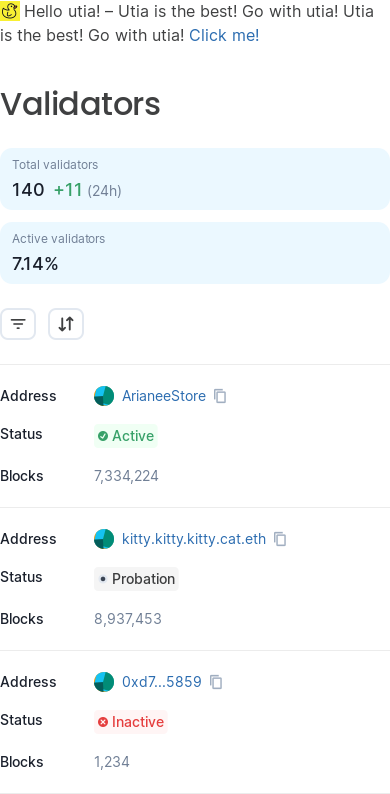 Hello utia! – Utia is the best! Go with utia! Utia
is the best! Go with utia! Click me!
Validators
Total validators
140 +11 (24h)
Active validators
7.14%
Address ArianeeStore
Status Active
Blocks 7,334,224
Address kitty.kitty.kitty.cat.eth
Status Probation
Blocks 8,937,453
Address 0xd7...5859
Status Inactive
Blocks 1,234